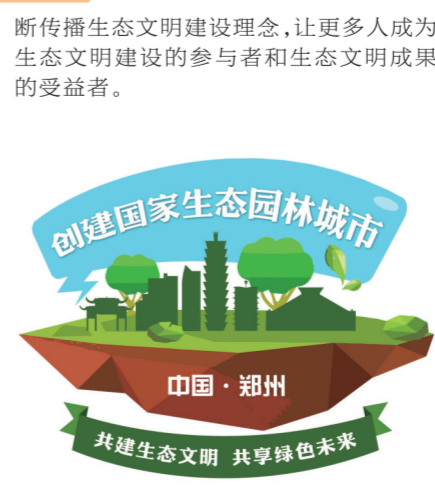 断传播生态文明建设理念,让更多人成为
生态文明建设的参与者和生态文明成果
的受益者。
创建国家生态园林城市
中国·郑州
共建生态文明 共享绿色未来